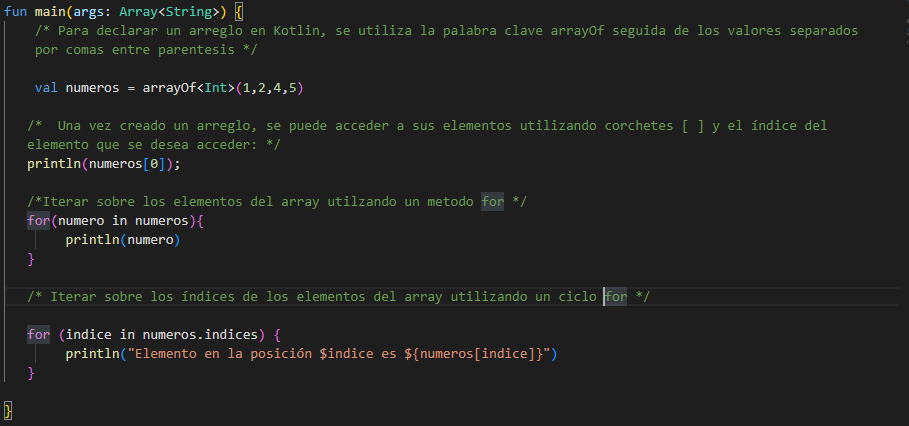 fun main(args: Array<String>) {
/* Para declarar un arreglo en Kotlin, se utiliza la palabra clave arrayOf seguida de los valores separados
por comas entre parentesis */
val numeros = arrayOf<Int>(1,2,4,5)
/*  Una vez creado un arreglo, se puede acceder a sus elementos utilizando corchetes [ ] y el índice del
elemento que se desea acceder: */
println(numeros[0]);
/*Iterar sobre los elementos del array utilzando un metodo for */
for(numero in numeros){
println(numero)
}
/* Iterar sobre los índices de los elementos del array utilizando un ciclo for */
for (indice in numeros.indices) {
println("Elemento en la posición $indice es ${numeros[indice]}")
}
}